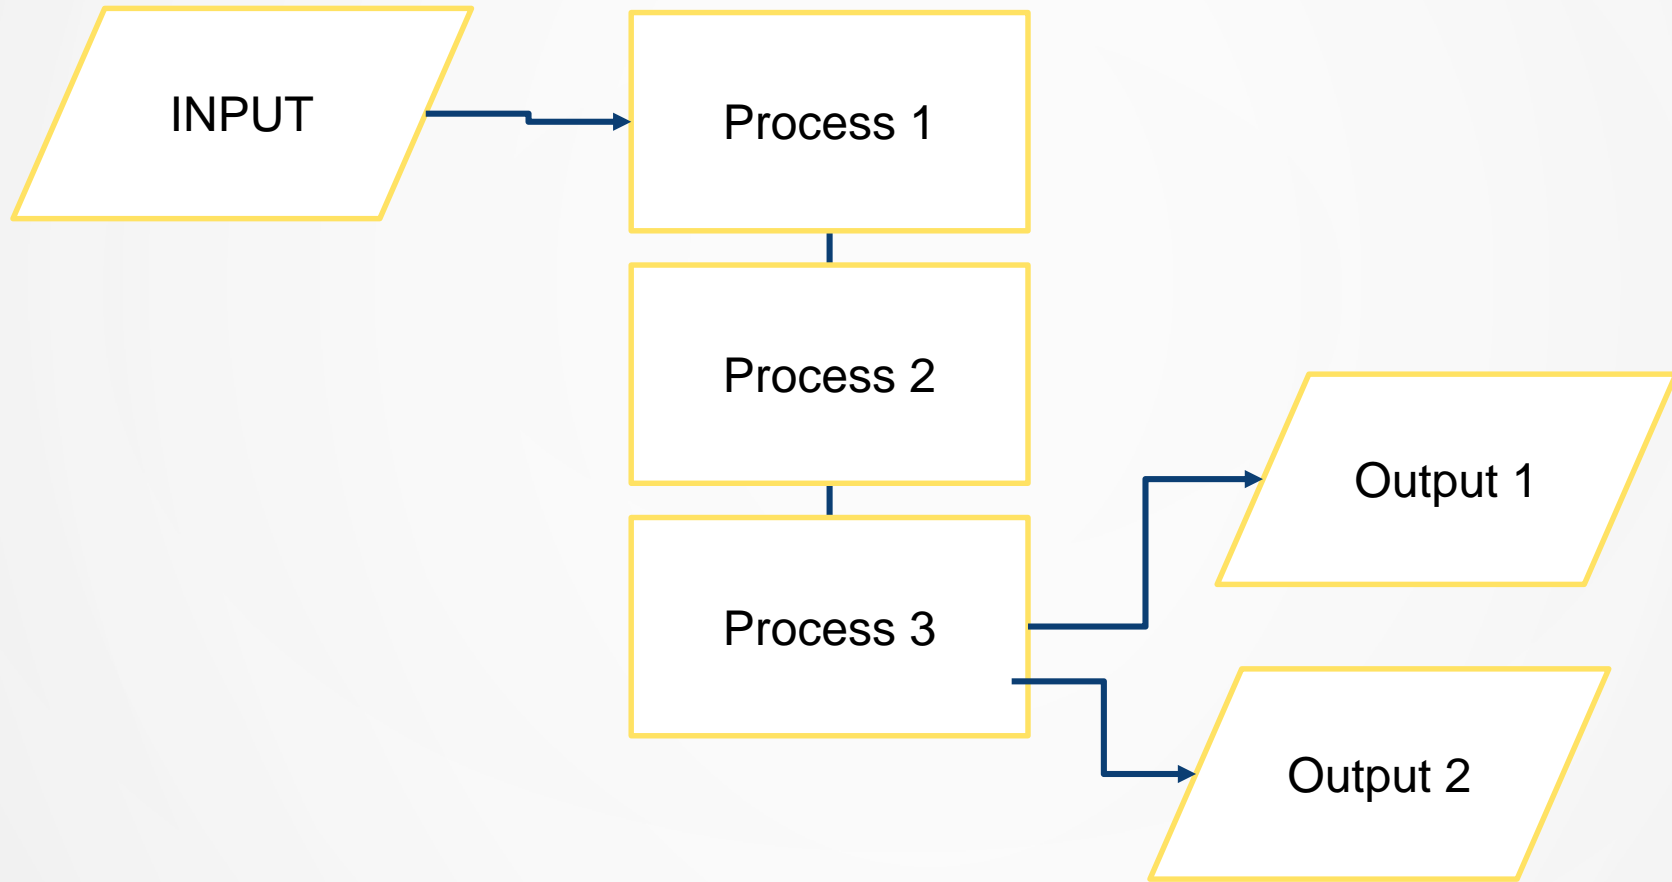 INPUT
Process 1
Process 2
Process 3
Output 1
Output 2